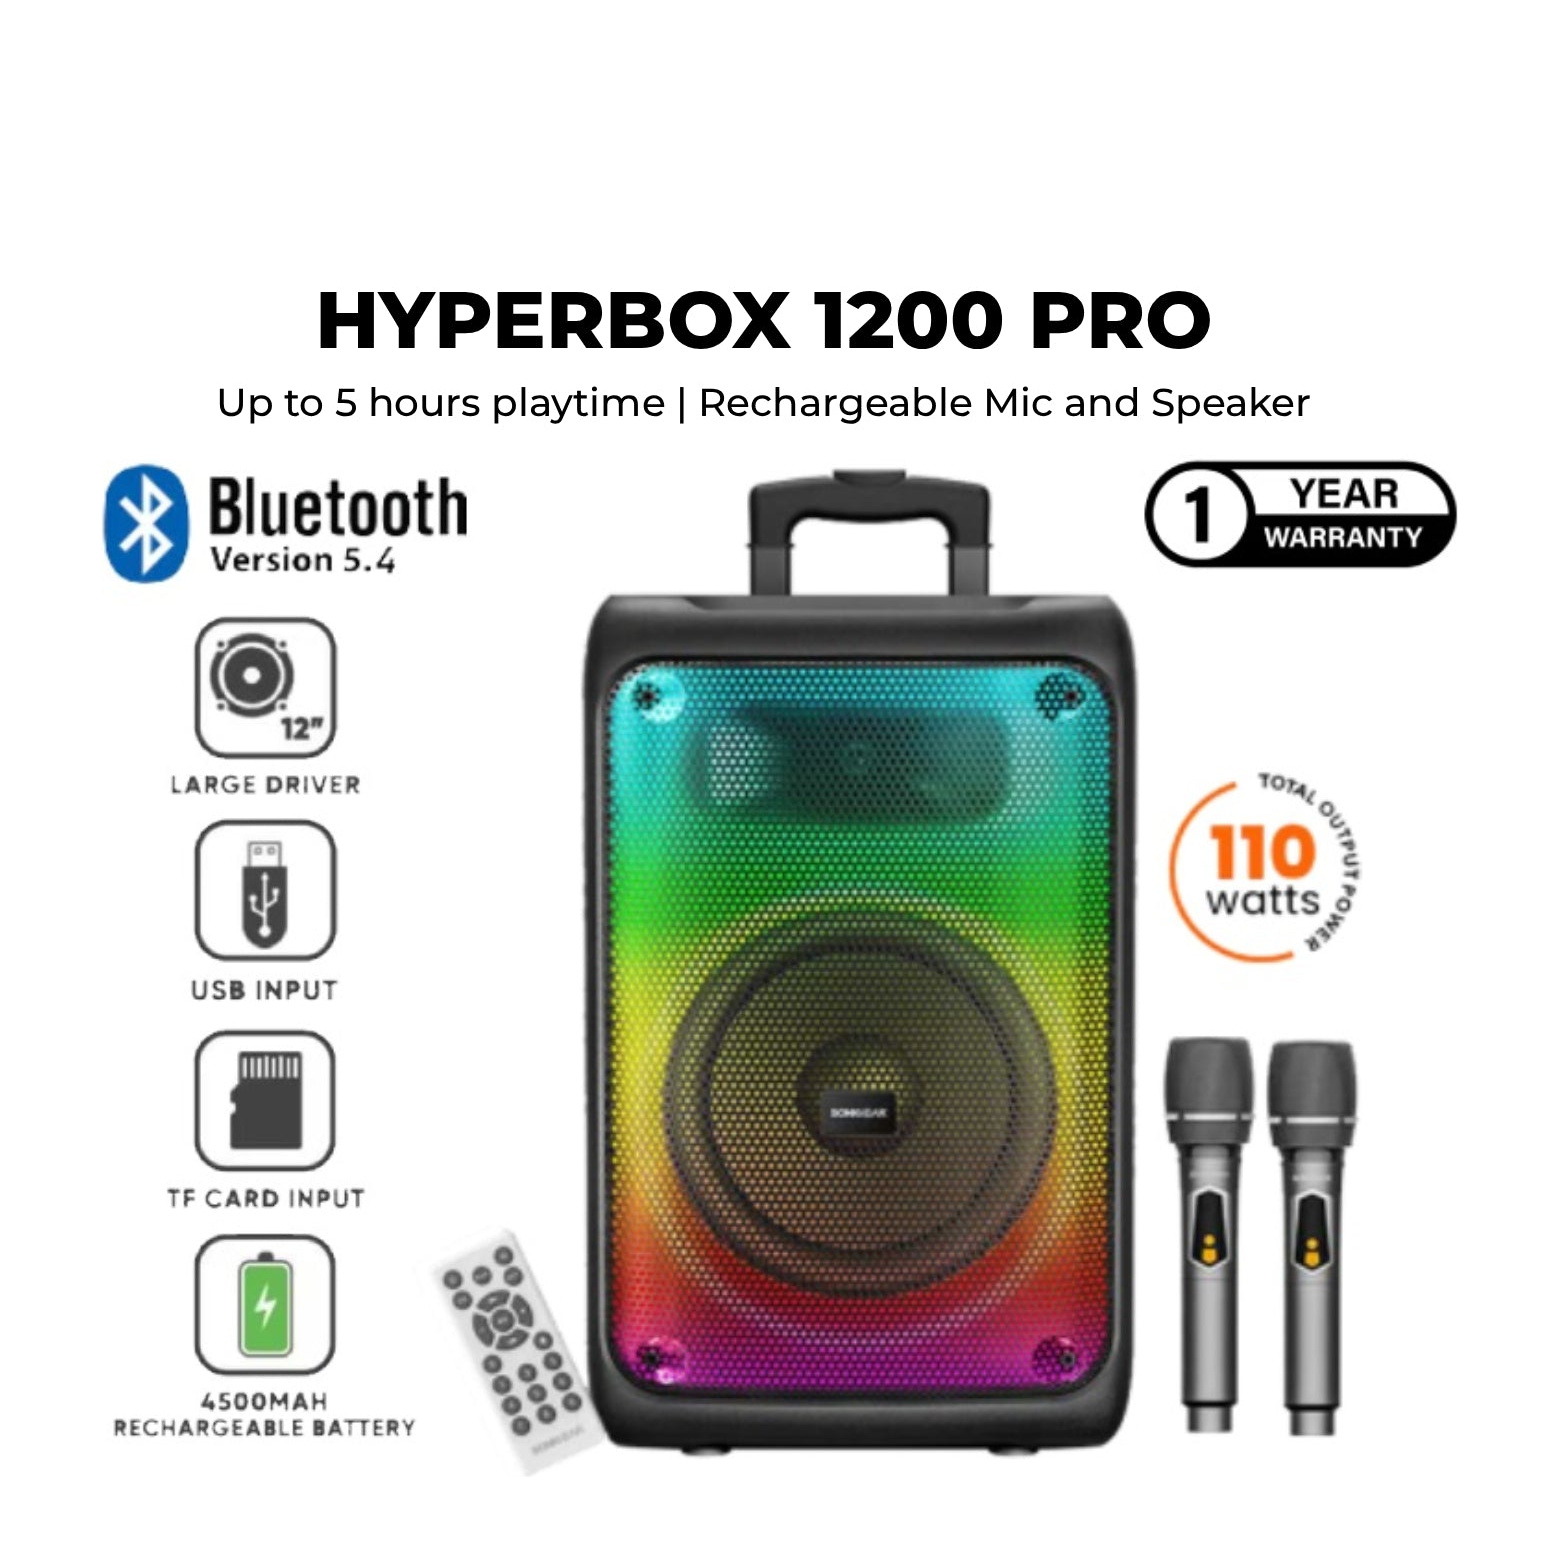 HYPERBOX 1200 PRO
Up to 5 hours playtime | Rechargeable Mic and Speaker
Bluetooth
Version 5.4
1 YEAR
WARRANTY
12"
LARGE DRIVER
USB INPUT
TF CARD INPUT
4500MAH
RECHARGEABLE BATTERY
TOTAL OUTPUT POWER
110
watts
SONICGEAR